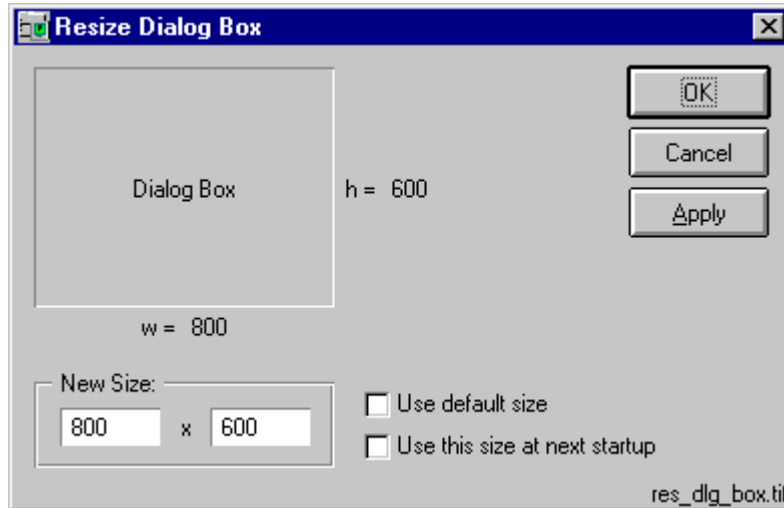 Resize Dialog Box
OK
Cancel
Apply
Dialog Box
h = 600
w = 800
New Size:
800 x 600
Use default size
Use this size at next startup
res_dlg_box.tif